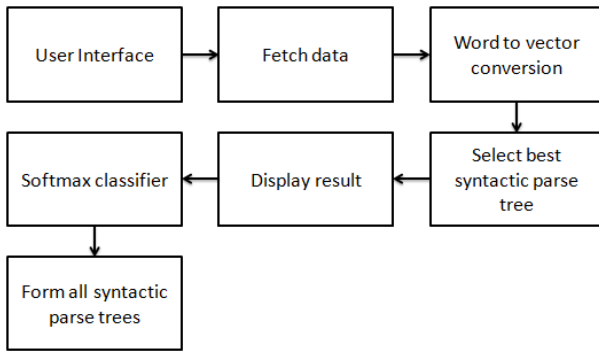 User Interface
Fetch data
Word to vector
conversion
Select best
syntactic parse
tree
Display result
Softmax classifier
Form all syntactic
parse trees